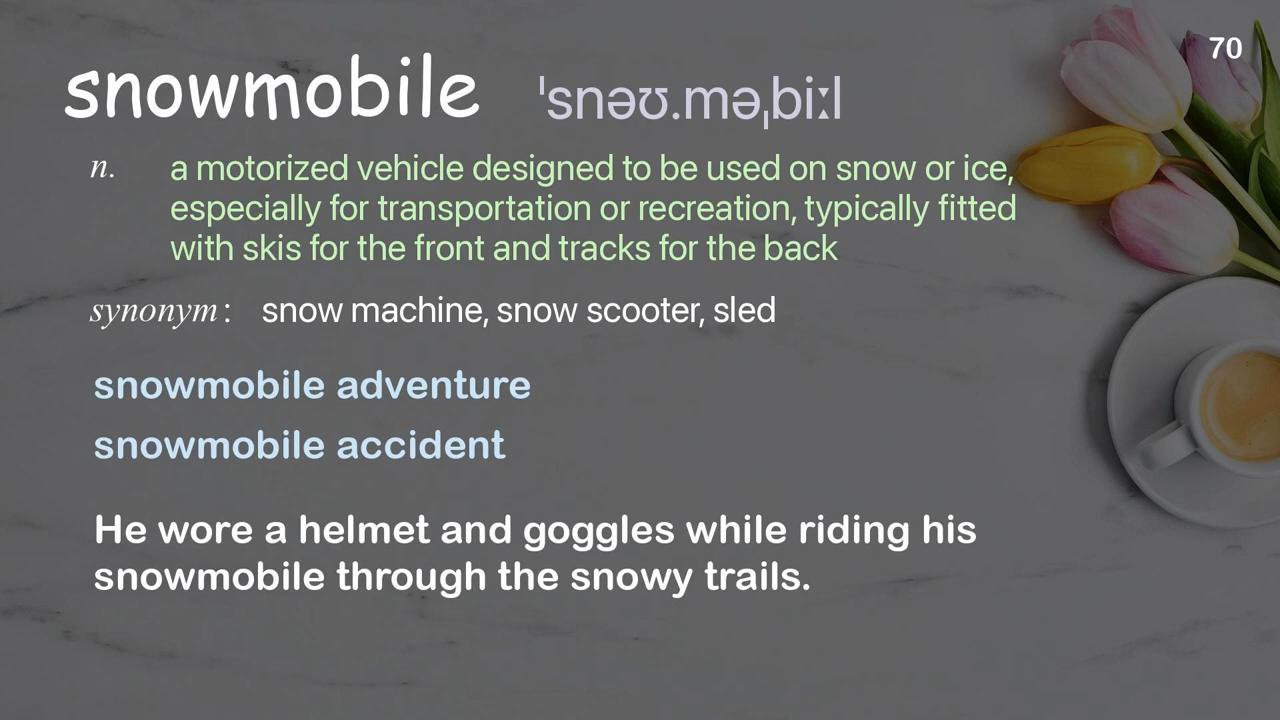 70
snowmobile ˈsnəʊ.məˌbiːl
n. a motorized vehicle designed to be used on snow or ice,
especially for transportation or recreation, typically fitted
with skis for the front and tracks for the back
synonym: snow machine, snow scooter, sled
snowmobile adventure
snowmobile accident
He wore a helmet and goggles while riding his
snowmobile through the snowy trails.